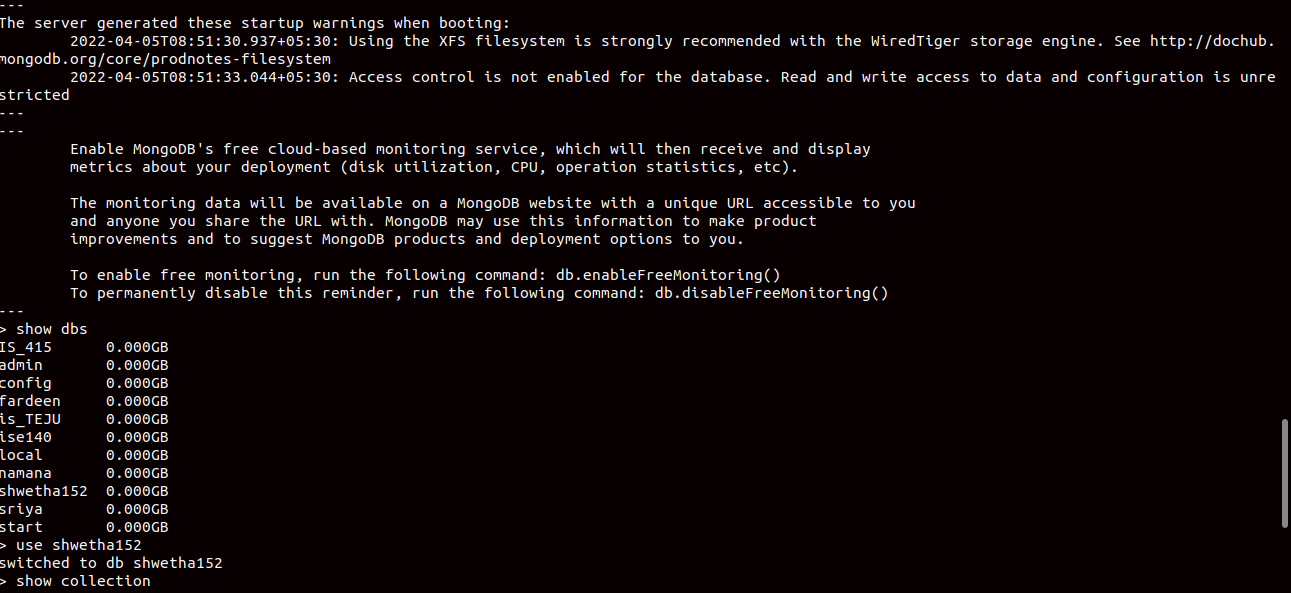 ---
The server generated these startup warnings when booting:
2022-04-05T08:51:30.937+05:30: Using the XFS filesystem is strongly recommended with the WiredTiger storage engine. See http://dochub.
mongodb.org/core/prodnotes-filesystem
2022-04-05T08:51:33.044+05:30: Access control is not enabled for the database. Read and write access to data and configuration is unre
stricted
---
---
Enable MongoDB's free cloud-based monitoring service, which will then receive and display
metrics about your deployment (disk utilization, CPU, operation statistics, etc).
The monitoring data will be available on a MongoDB website with a unique URL accessible to you
and anyone you share the URL with. MongoDB may use this information to make product
improvements and to suggest MongoDB products and deployment options to you.
To enable free monitoring, run the following command: db.enableFreeMonitoring()
To permanently disable this reminder, run the following command: db.disableFreeMonitoring()
---
> show dbs
IS_415 0.000GB
admin 0.000GB
config 0.000GB
fardeen 0.000GB
is_TEJU 0.000GB
ise140 0.000GB
local 0.000GB
namana 0.000GB
shwetha152 0.000GB
sriya 0.000GB
start 0.000GB
> use shwetha152
switched to db shwetha152
> show collection